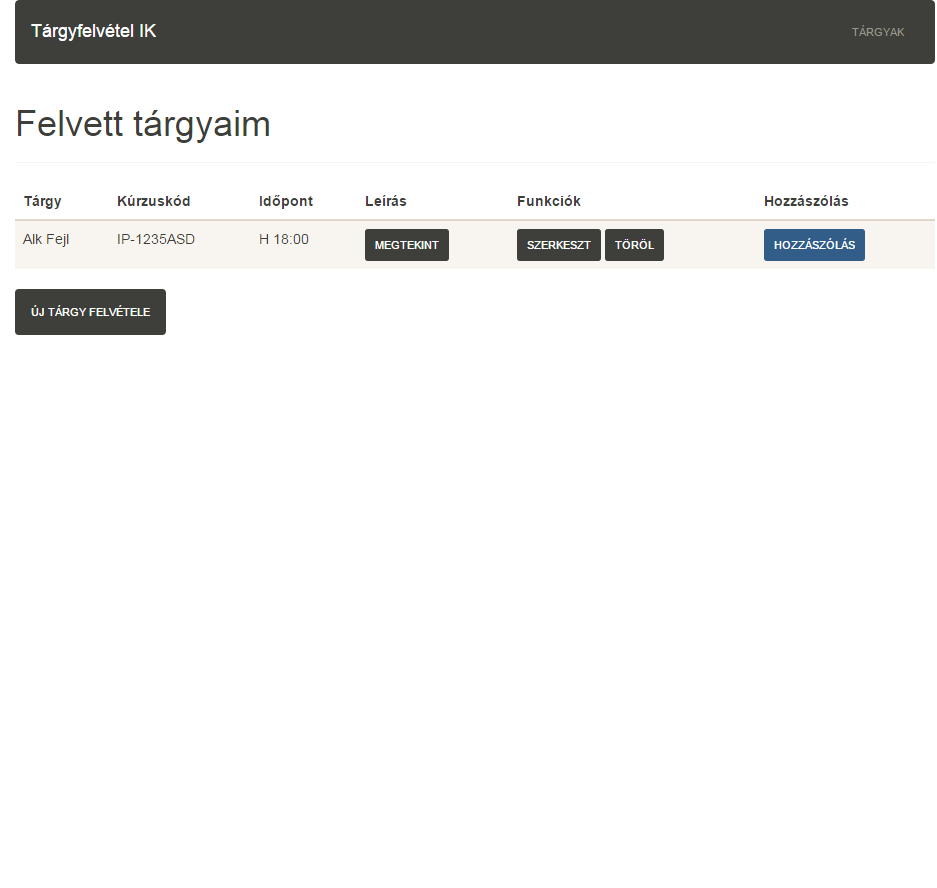 Tárgyfelvétel IK TÁRGYAK
Felvett tárgyaim
Tárgy Kúrzuskód Időpont Leírás Funkciók Hozzászólás
Alk Fejl IP-1235ASD H 18:00 MEGTEKINT SZERKESZT TÖRÖL HOZZÁSZÓLÁS
ÚJ TÁRGY FELVÉTELE